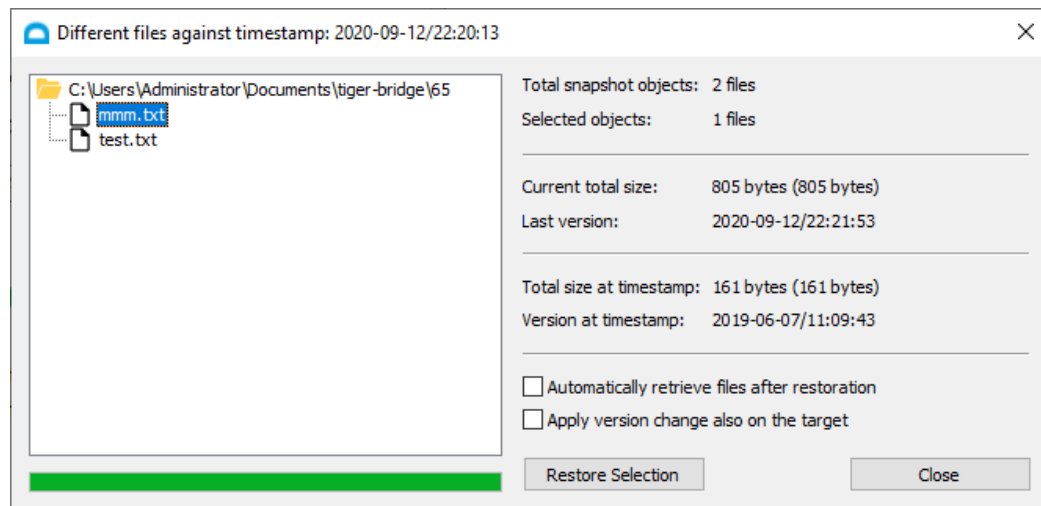 Different files against timestamp: 2020-09-12/22:20:13
C:\Users\Administrator\Documents\tiger-bridge\65
mmm.txt
test.txt
Total snapshot objects: 2 files
Selected objects: 1 files
Current total size: 805 bytes (805 bytes)
Last version: 2020-09-12/22:21:53
Total size at timestamp: 161 bytes (161 bytes)
Version at timestamp: 2019-06-07/11:09:43
Automatically retrieve files after restoration
Apply version change also on the target
Restore Selection
Close